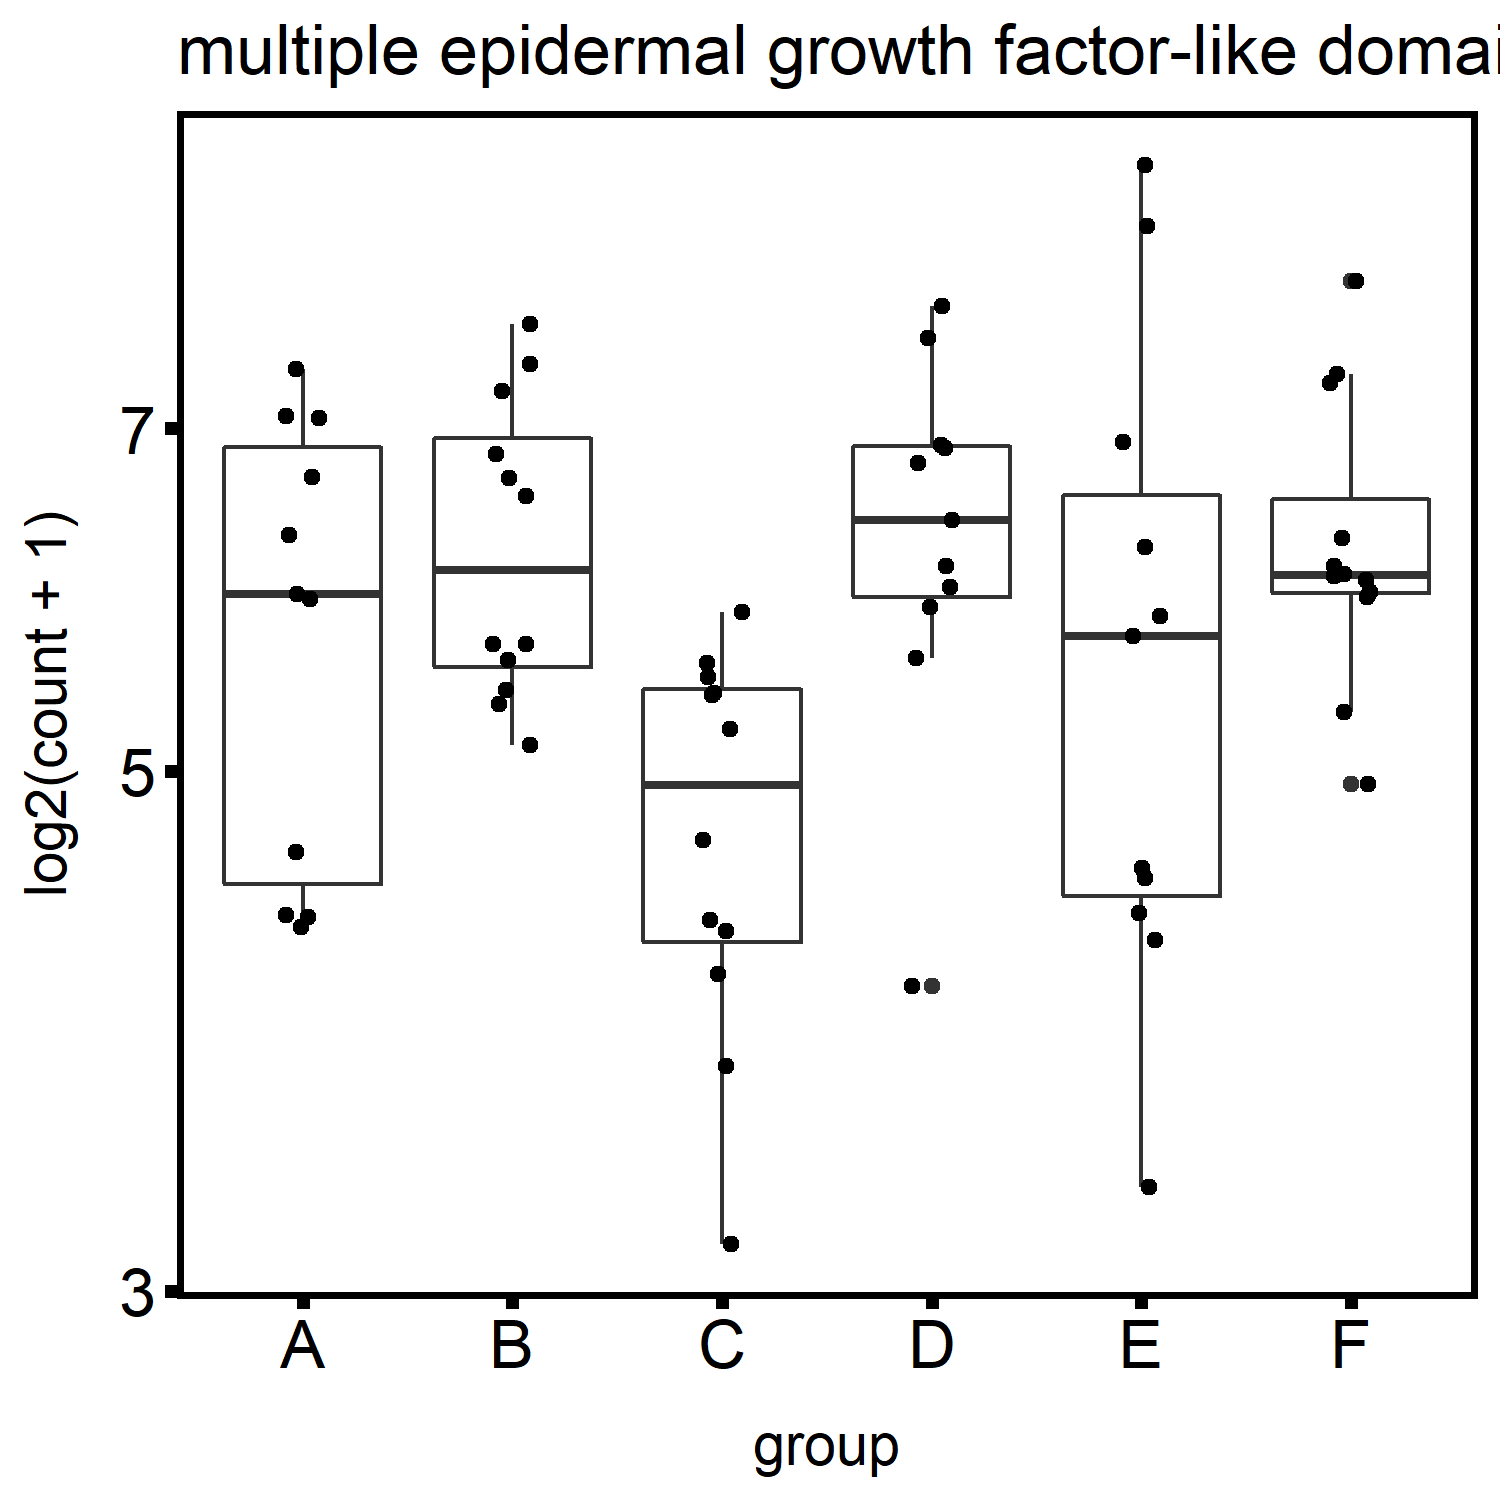 multiple epidermal growth factor-like domai
log2(count + 1)
7
5
3
A B C D E F
group